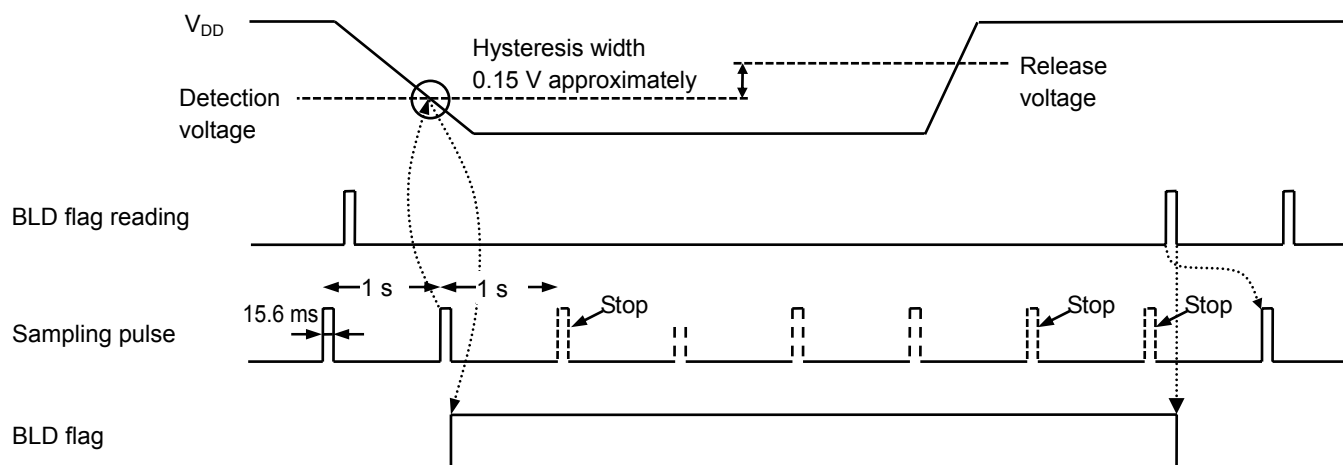 V_DD
Hysteresis width
0.15 V approximately
Release
voltage
Detection
voltage
BLD flag reading
1 s
1 s
15.6 ms
Stop
Stop
Stop
Sampling pulse
BLD flag